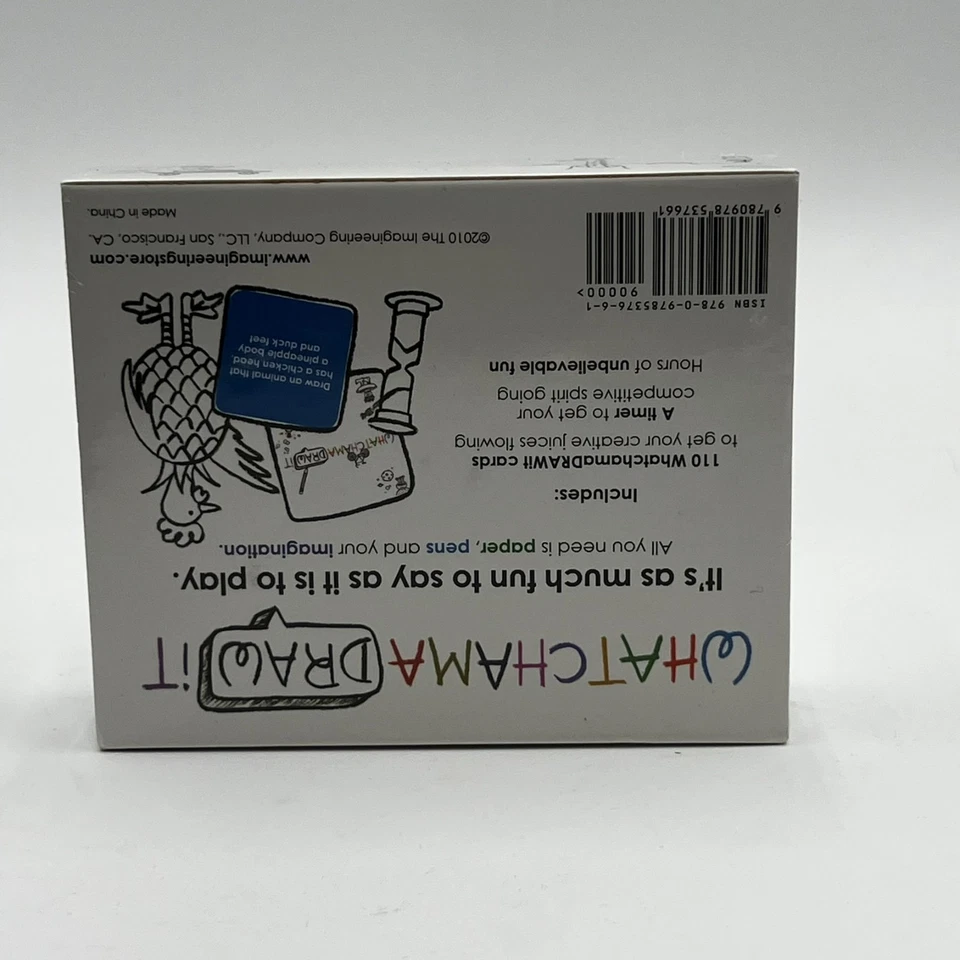 WHATCHAMADRAWiT
It's as much fun to say as it is to play.
All you need is paper, pens and your imagination.
Includes:
110 WhatchamaDRAWit cards
to get your creative juices flowing
A timer to get your
competitive spirit going
Hours of unbelievable fun
WHATCHAMADRAWiT
Draw an animal that
has a chicken head,
a pineapple body
and duck feet!
ISBN 978-0-9785376-6-1
90000>
9 780978 537661
www.imagineeringstore.com
©2010 The Imagineering Company, LLC., San Francisco, CA.
Made in China.